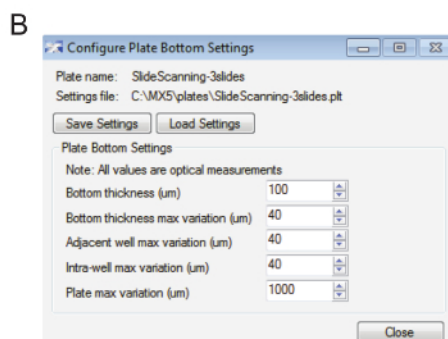 B
Configure Plate Bottom Settings
Plate name: SlideScanning-3slides
Settings file: C:\MX5\plates\SlideScanning-3slides.plt
Save Settings Load Settings
Plate Bottom Settings
Note: All values are optical measurements
Bottom thickness (um) 100
Bottom thickness max variation (um) 40
Adjacent well max variation (um) 40
Intra-well max variation (um) 40
Plate max variation (um) 1000
Close